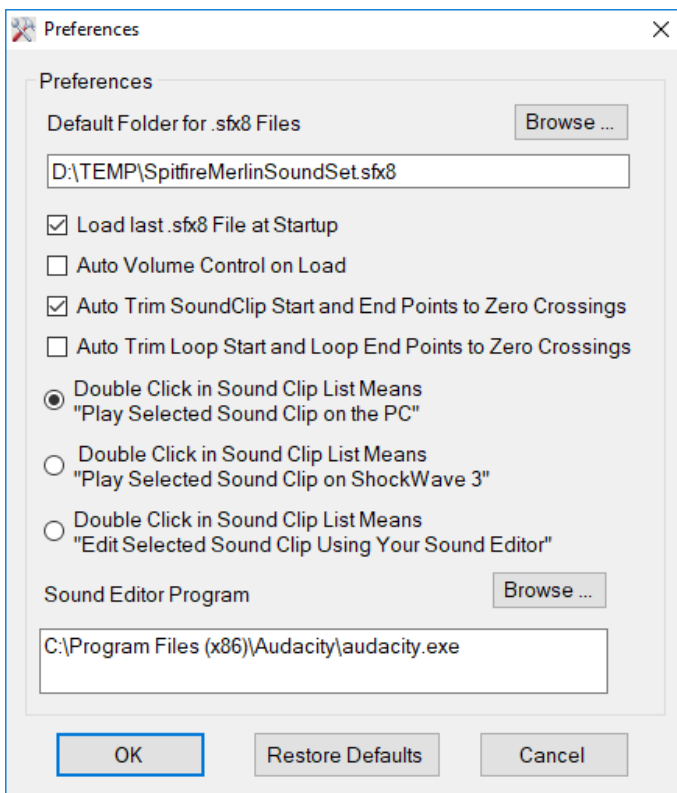 Preferences
Preferences
Default Folder for .sfx8 Files
Browse ...
D:\TEMP\SpitfireMerlinSoundSet.sfx8
Load last .sfx8 File at Startup
Auto Volume Control on Load
Auto Trim SoundClip Start and End Points to Zero Crossings
Auto Trim Loop Start and Loop End Points to Zero Crossings
Double Click in Sound Clip List Means
"Play Selected Sound Clip on the PC"
Double Click in Sound Clip List Means
"Play Selected Sound Clip on ShockWave 3"
Double Click in Sound Clip List Means
"Edit Selected Sound Clip Using Your Sound Editor"
Sound Editor Program
Browse ...
C:\Program Files (x86)\Audacity\audacity.exe
OK
Restore Defaults
Cancel